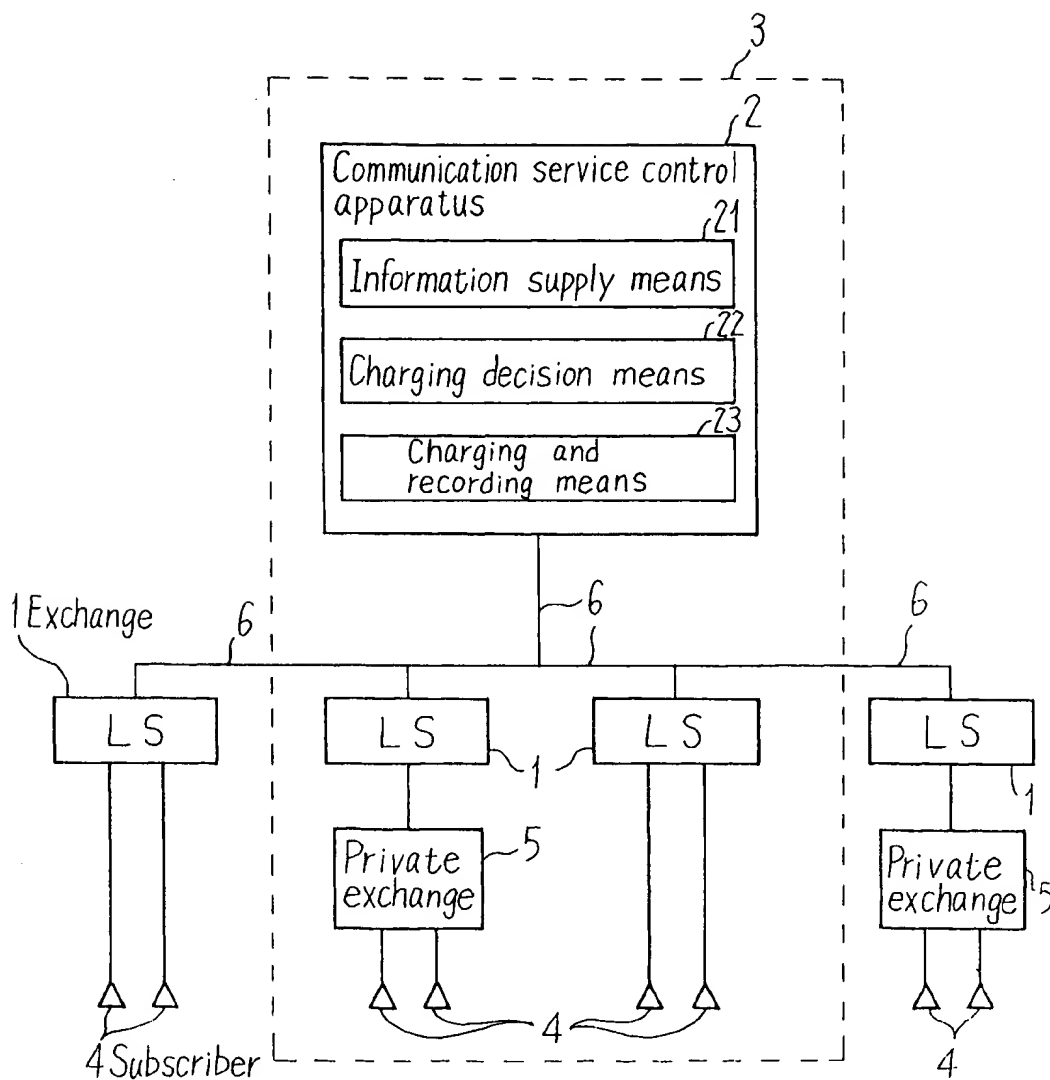 3
2
Communication service control
apparatus
21
Information supply means
22
Charging decision means
23
Charging and
recording means
1 Exchange
6
6
6
LS
LS
LS
LS
1
1
Private
exchange
5
Private
exchange
5
4
4 Subscriber
4